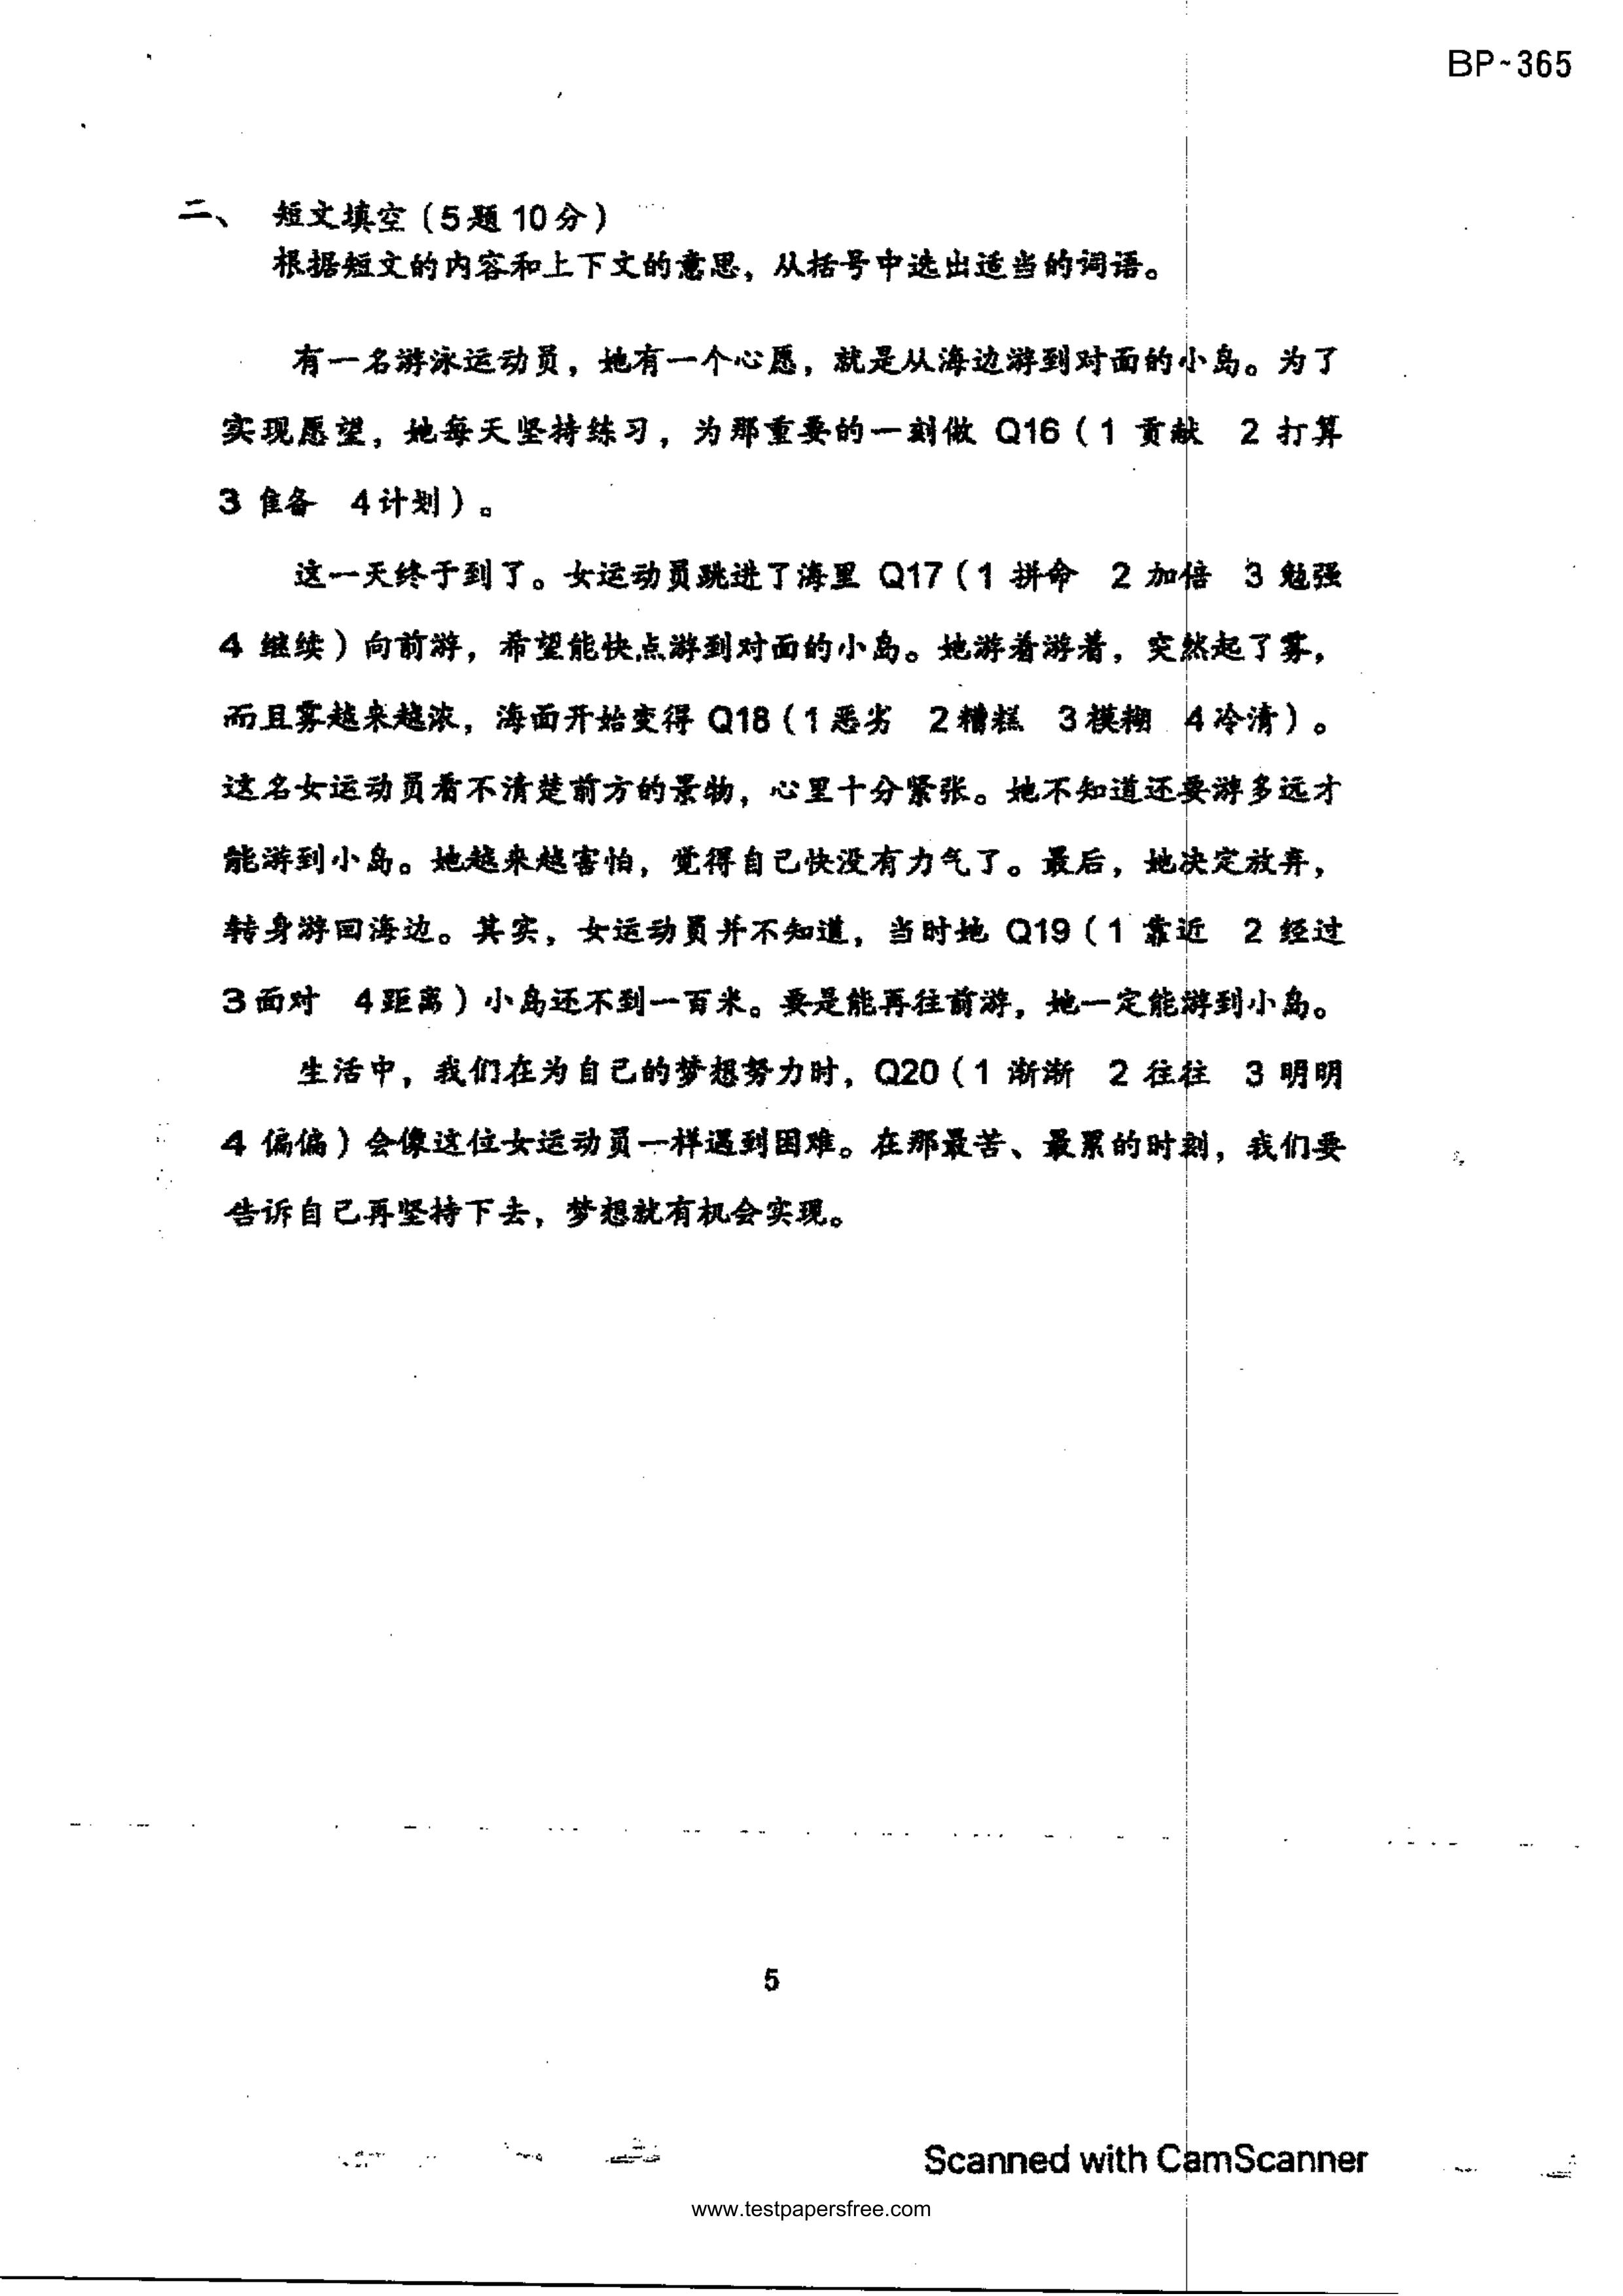 BP-365
二、 短文填空（5题10分）
根据短文的内容和上下文的意思，从括号中选出适当的词语。
有一名游泳运动员，她有一个心愿，就是从海边游到对面的小岛。为了
实现愿望，她每天坚持练习，为那重要的一刻做 Q16（1 贡献 2 打算
3 准备 4计划）。
这一天终于到了。女运动员跳进了海里 Q17（1 拼命 2 加倍 3 勉强
4 继续）向前游，希望能快点游到对面的小岛。她游着游着，突然起了雾，
而且雾越来越浓，海面开始变得 Q18（1恶劣 2糟糕 3模糊 4冷清）。
这名女运动员看不清楚前方的景物，心里十分紧张。她不知道还要游多远才
能游到小岛。她越来越害怕，觉得自己快没有力气了。最后，她决定放弃，
转身游回海边。其实，女运动员并不知道，当时她 Q19（1 靠近 2 经过
3面对 4距离）小岛还不到一百米。要是能再往前游，她一定能游到小岛。
生活中，我们在为自己的梦想努力时，Q20（1 渐渐 2 往往 3 明明
4 偏偏）会像这位女运动员一样遇到困难。在那最苦、最累的时刻，我们要
告诉自己再坚持下去，梦想就有机会实现。
5
Scanned with CamScanner
www.testpapersfree.com